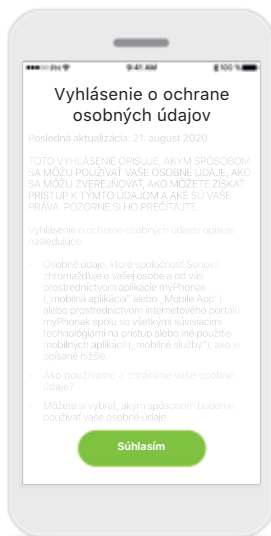 9:41 AM
100 %
Vyhlásenie o ochrane
osobných údajov
Posledná aktualizácia: 21. august 2020
TOTO VYHLÁSENIE OPISUJE, AKÝM SPÔSOBOM
SA MÔŽU POUŽÍVAŤ VAŠE OSOBNÉ ÚDAJE, AKO
SA MÔŽU ZVEREJŇOVAŤ, AKO MÔŽETE ZÍSKAŤ
PRÍSTUP K TÝMTO ÚDAJOM A AKÉ SÚ VAŠE
PRÁVA. POZORNE SI HO PREČÍTAJTE.
Vyhlásenie o ochrane osobných údajov opisuje
nasledujúce:
- Osobné údaje, ktoré spoločnosť Sonova
zhromažďuje o vašej osobe a od vás
prostredníctvom aplikácie myPhonak
(„mobilná aplikácia“ alebo „Mobile App“)
alebo prostredníctvom internetového portálu
myPhonak spolu so všetkými súvisiacimi
technológiami na prístup alebo iné použitie
mobilných aplikácií („mobilné služby“), ako je
opísané nižšie.
- Ako používame a chránime vaše osobné
údaje?
- Môžete si vybrať, akým spôsobom budeme
používať vaše osobné údaje.
Súhlasím